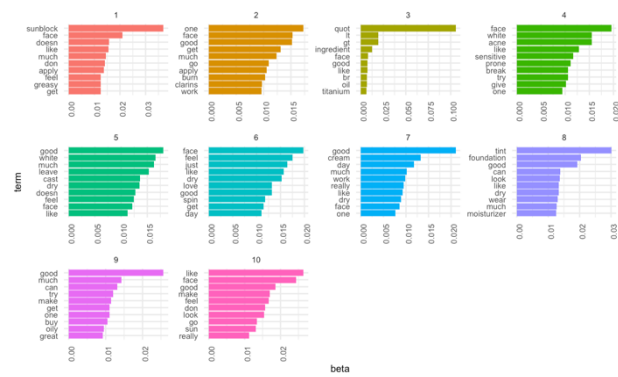 1
sunblock
face
doesn
like
much
don
apply
feel
greasy
get
0.00
0.01
0.02
0.03
2
one
face
good
get
much
go
apply
burn
clarins
work
0.000
0.005
0.010
0.015
3
quot
lt
gt
ingredient
face
good
like
br
oil
titanium
0.000
0.025
0.050
0.075
0.100
4
face
white
acne
like
sensitive
prone
break
try
give
one
0.000
0.005
0.010
0.015
0.020
term
5
good
white
much
leave
cast
dry
doesn
feel
face
like
0.000
0.005
0.010
0.015
6
face
feel
just
like
dry
love
good
spin
get
day
0.000
0.005
0.010
0.015
0.020
7
good
cream
day
much
work
really
like
dry
face
one
0.000
0.005
0.010
0.015
0.020
8
tint
foundation
good
can
look
like
dry
wear
much
moisturizer
0.00
0.01
0.02
0.03
9
good
much
can
try
make
get
one
buy
oily
great
0.00
0.01
0.02
10
like
face
good
make
feel
don
look
go
sun
really
0.00
0.01
0.02
beta